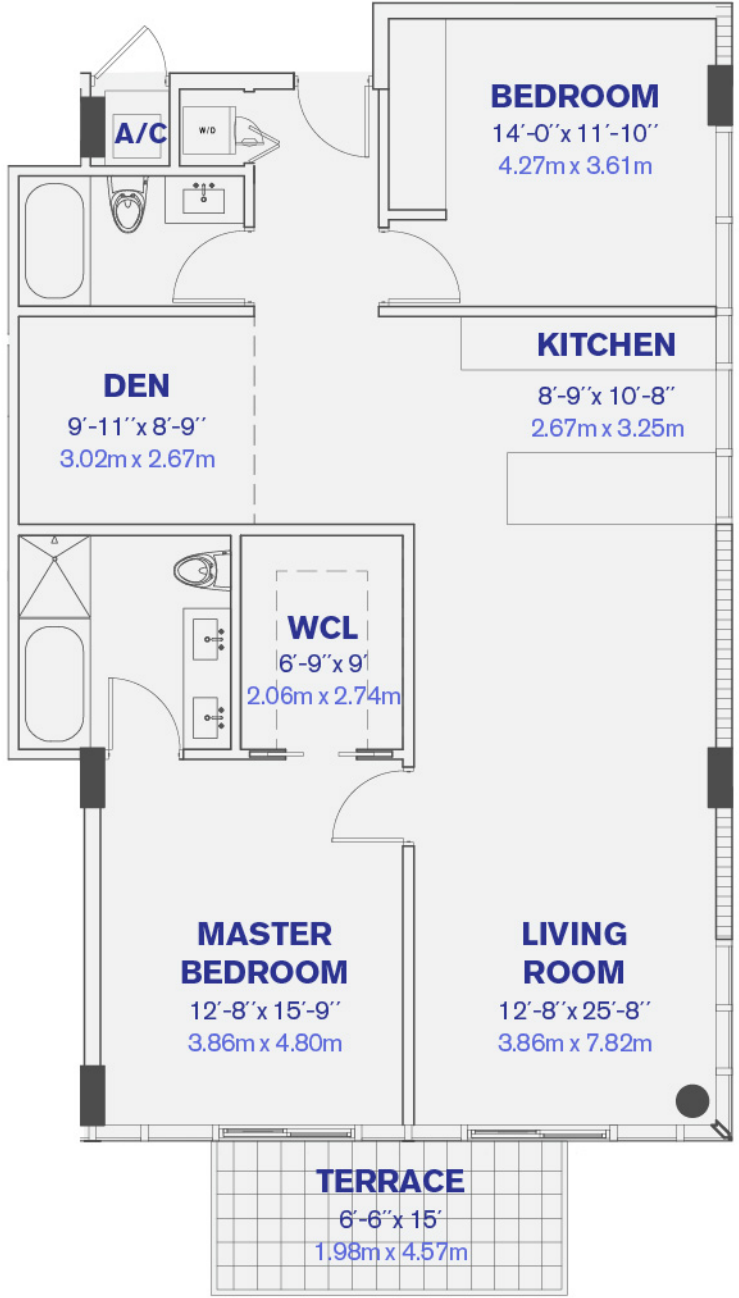 BEDROOM
14´-0´´x 11´-10´´
4.27m x 3.61m
A/C
W/D
KITCHEN
8´-9´´x 10´-8´´
2.67m x 3.25m
DEN
9´-11´´x 8´-9´´
3.02m x 2.67m
WCL
6´-9´´x 9´
2.06m x 2.74m
MASTER
BEDROOM
12´-8´´x 15´-9´´
3.86m x 4.80m
LIVING
ROOM
12´-8´´x 25´-8´´
3.86m x 7.82m
TERRACE
6´-6´´x 15´
1.98m x 4.57m